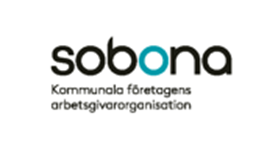 sobona
Kommunala företagens
arbetsgivarorganisation